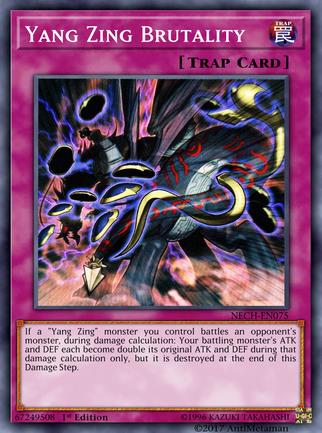 Yang Zing Brutality
TRAP
罠
[Trap Card]
NECH-EN075
If a "Yang Zing" monster you control battles an opponent's
monster, during damage calculation: Your battling monster's ATK
and DEF each become double its original ATK and DEF during that
damage calculation only, but it is destroyed at the end of this
Damage Step.
67249508 1st Edition ©1996 KAZUKI TAKAHASHI
©2017 AntiMetaman